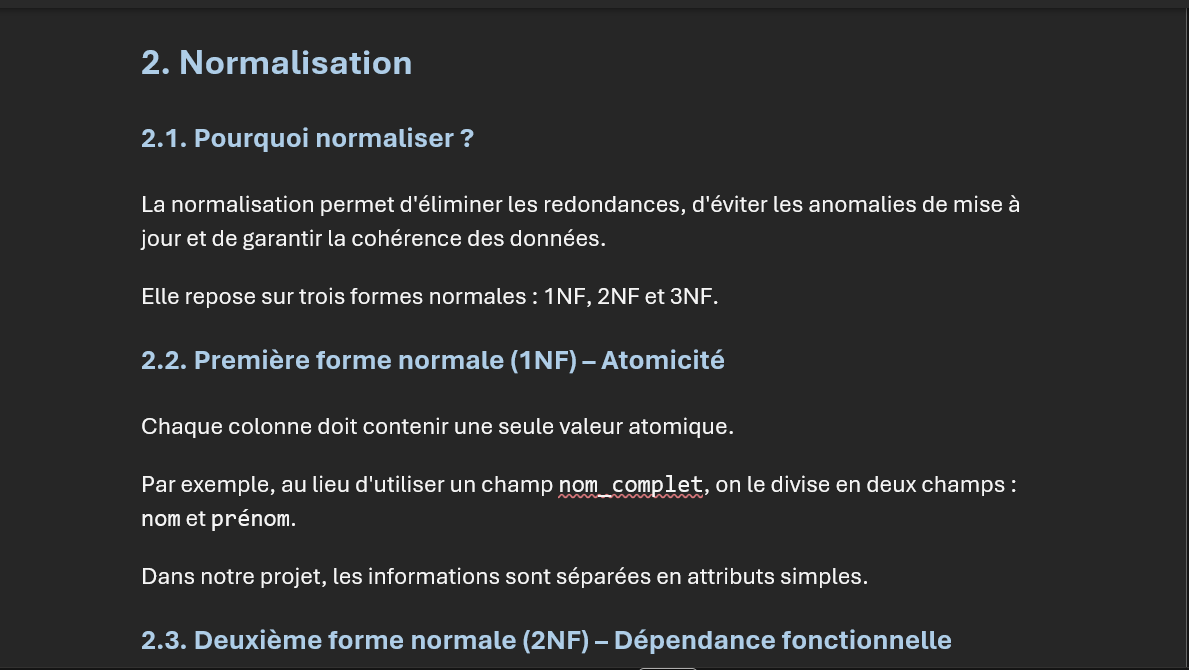 2. Normalisation
2.1. Pourquoi normaliser ?
La normalisation permet d'éliminer les redondances, d'éviter les anomalies de mise à
jour et de garantir la cohérence des données.
Elle repose sur trois formes normales : 1NF, 2NF et 3NF.
2.2. Première forme normale (1NF) – Atomicité
Chaque colonne doit contenir une seule valeur atomique.
Par exemple, au lieu d'utiliser un champ nom_complet, on le divise en deux champs :
nom et prénom.
Dans notre projet, les informations sont séparées en attributs simples.
2.3. Deuxième forme normale (2NF) – Dépendance fonctionnelle